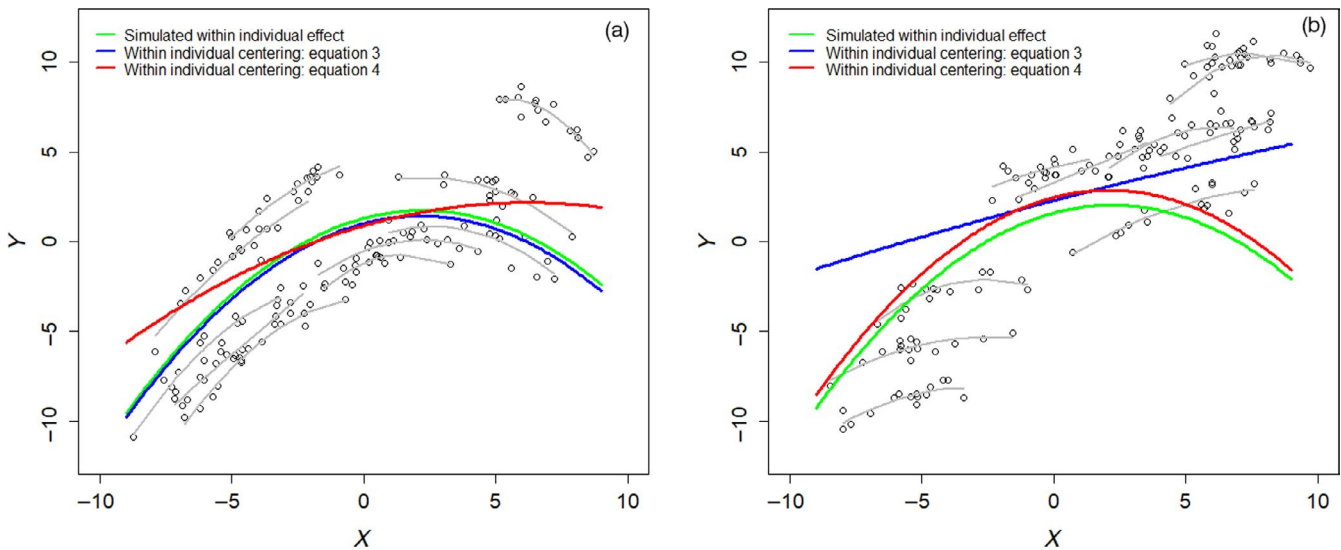 (a)
Simulated within individual effect
Within individual centering: equation 3
Within individual centering: equation 4
10
5
0
−5
−10
Y
−10 −5 0 5 10
X
(b)
Simulated within individual effect
Within individual centering: equation 3
Within individual centering: equation 4
10
5
0
−5
−10
Y
−10 −5 0 5 10
X